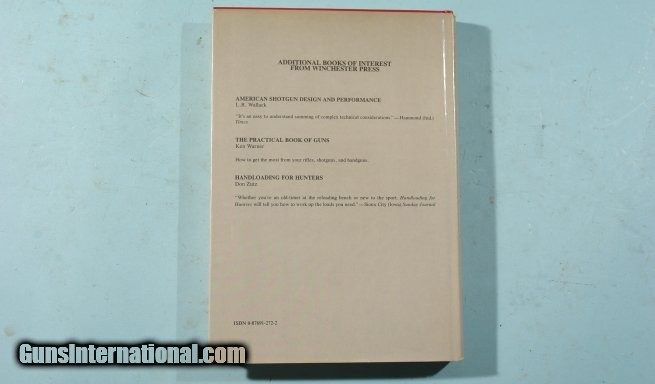 ADDITIONAL BOOKS OF INTEREST
FROM WINCHESTER PRESS
AMERICAN SHOTGUN DESIGN AND PERFORMANCE
L.R. Wallack
"It's an easy to understand summing of complex technical considerations" —Hammond (Ind.)
Times
THE PRACTICAL BOOK OF GUNS
Ken Warner
How to get the most from your rifles, shotguns, and handguns.
HANDLOADING FOR HUNTERS
Don Zutz
"Whether you're an old-timer at the reloading bench or new to the sport, Handloading for
Hunters will tell you how to work up the loads you need." —Sioux City (Iowa) Sunday Journal
ISBN 0-87691-272-2
GunsInternational.com